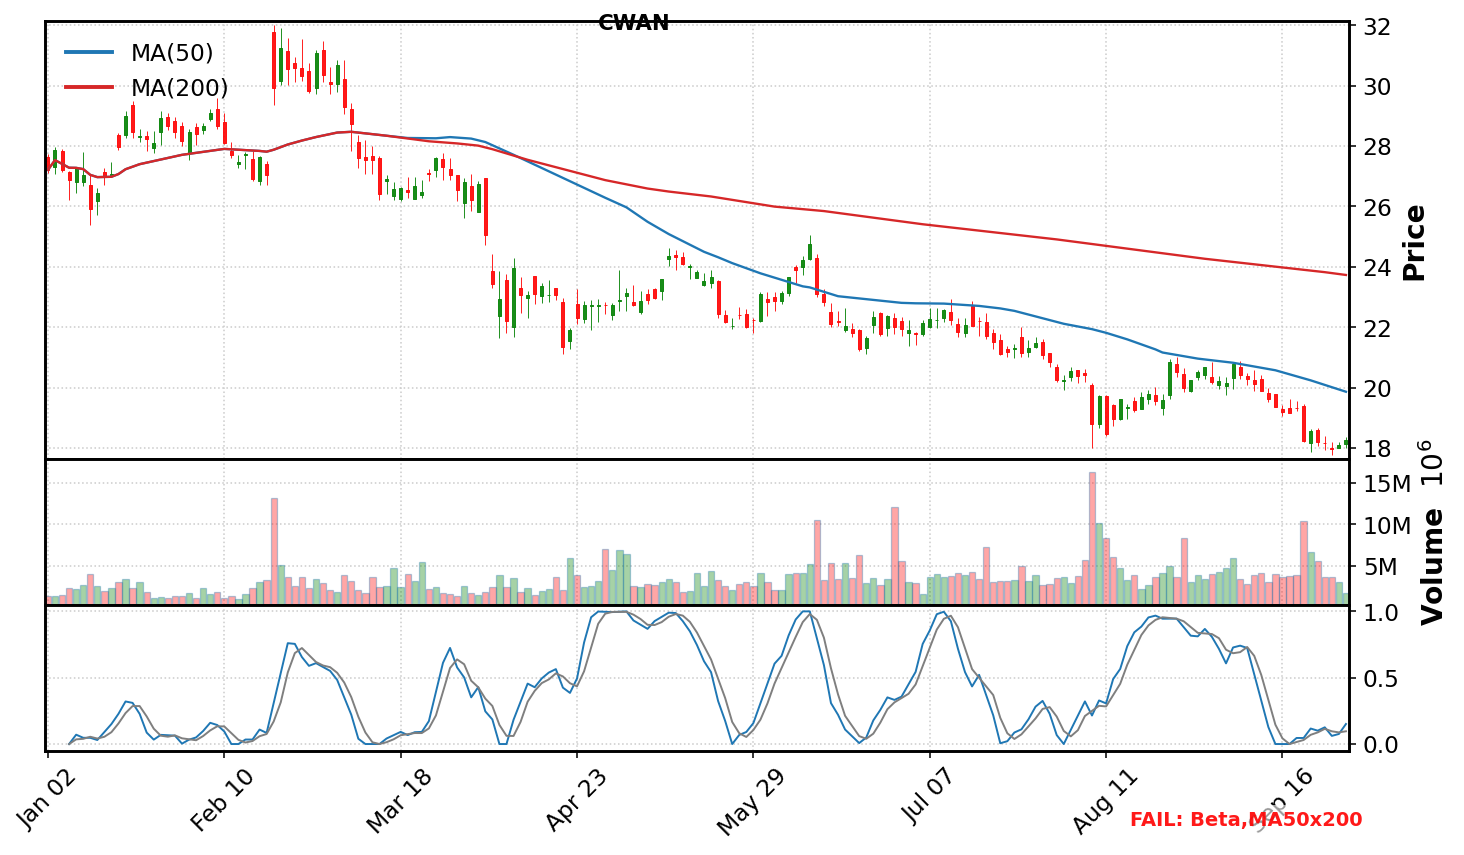 CWAN
MA(50)
MA(200)
32
30
28
26
24
22
20
18
Price
15M
10M
5M
Volume 10^6
1.0
0.5
0.0
Jan 02
Feb 10
Mar 18
Apr 23
May 29
Jul 07
Aug 11
Sep 16
FAIL: Beta,MA50x200